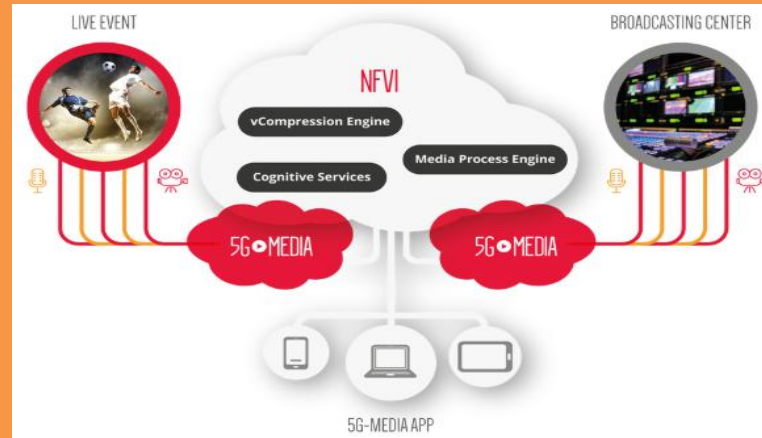 LIVE EVENT
BROADCASTING CENTER
NFVI
vCompression Engine
Media Process Engine
Cognitive Services
5G MEDIA
5G MEDIA
5G-MEDIA APP